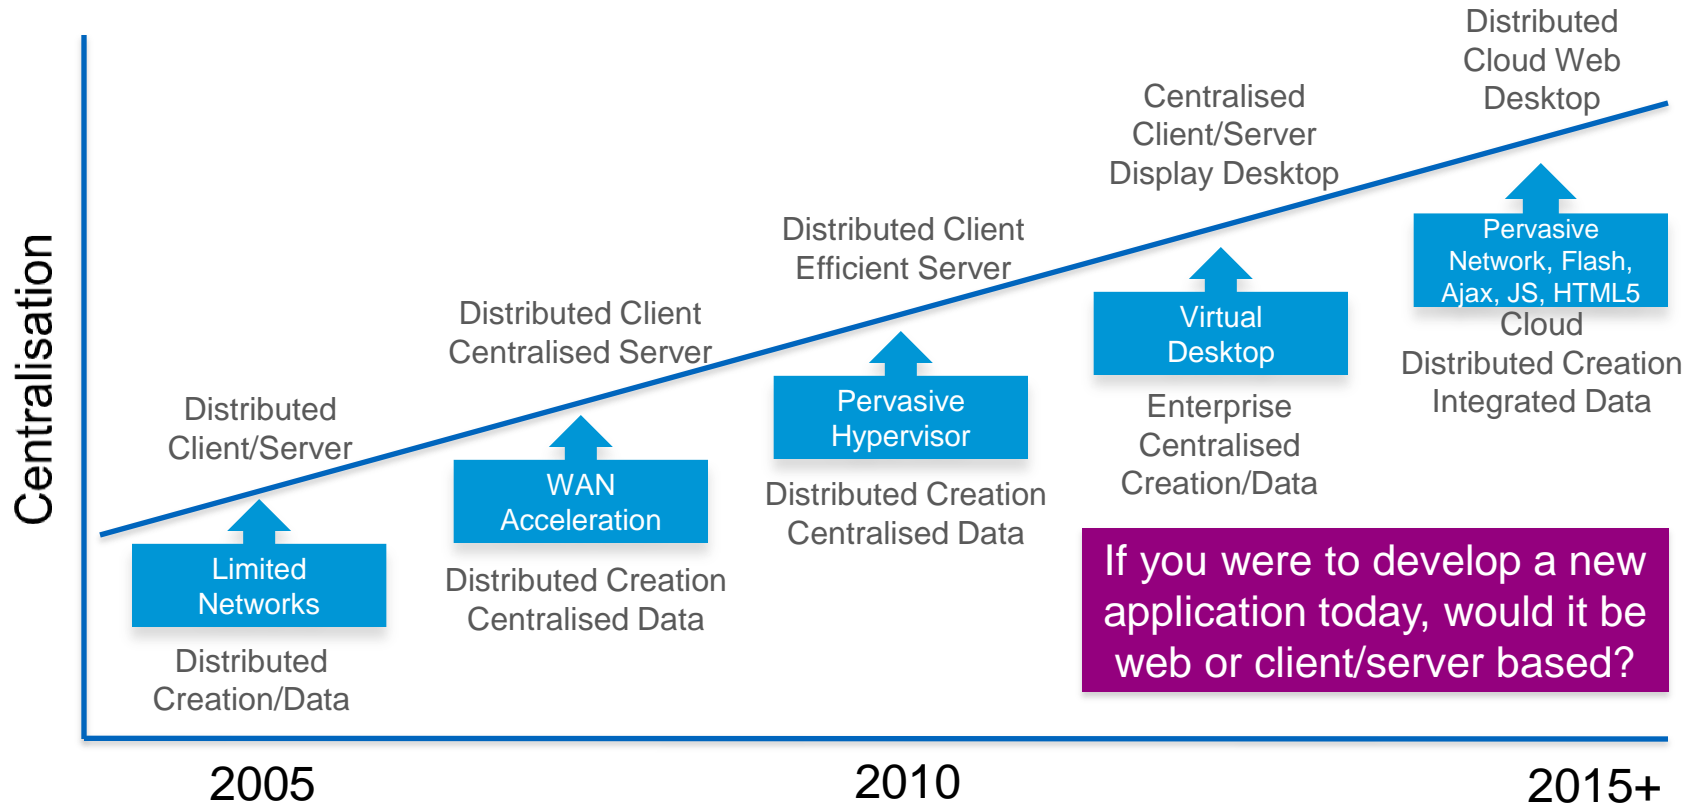 Centralisation
Distributed
Client/Server
Limited
Networks
Distributed
Creation/Data
Distributed Client
Centralised Server
WAN
Acceleration
Distributed Creation
Centralised Data
Distributed Client
Efficient Server
Pervasive
Hypervisor
Distributed Creation
Centralised Data
Centralised
Client/Server
Display Desktop
Virtual
Desktop
Enterprise
Centralised
Creation/Data
Distributed
Cloud Web
Desktop
Pervasive
Network, Flash,
Ajax, JS, HTML5
Cloud
Distributed Creation
Integrated Data
If you were to develop a new
application today, would it be
web or client/server based?
2005
2010
2015+